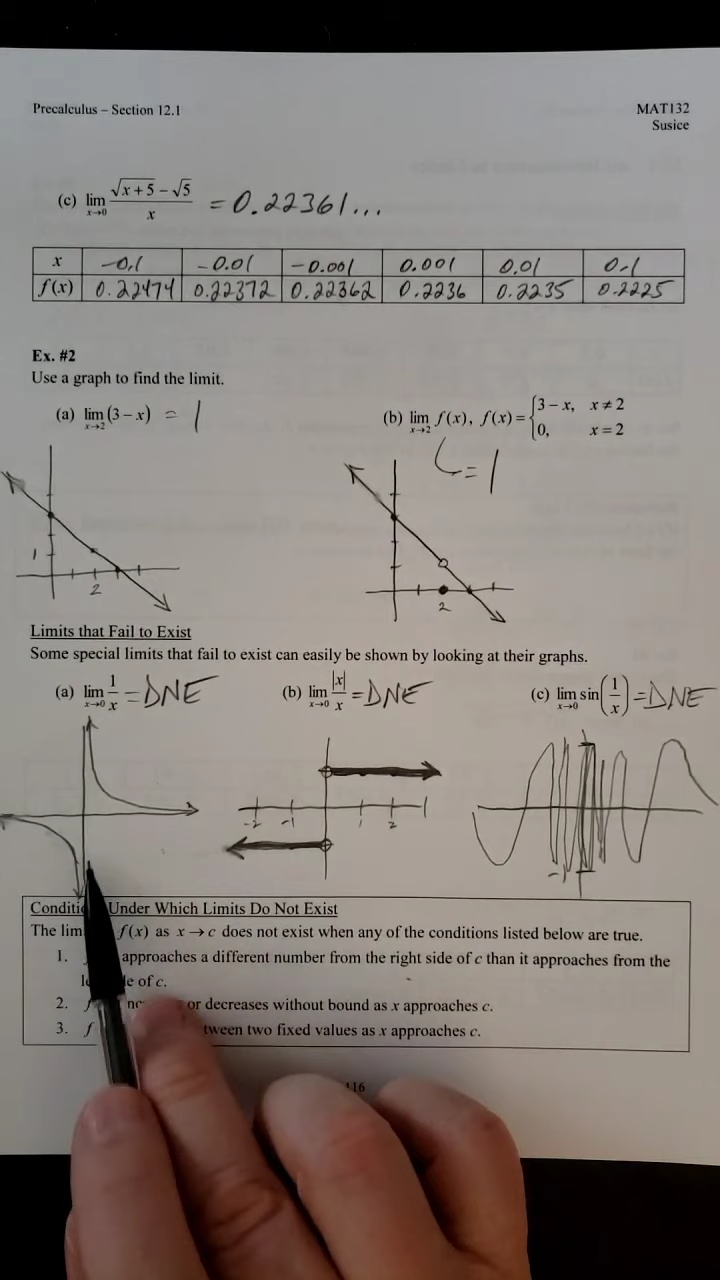 Precalculus – Section 12.1
MAT132
Susice
(c) lim x→0 (√x+5 − √5)/x = 0.22361...
x -0.1 -0.01 -0.001 0.001 0.01 0.1
f(x) 0.22474 0.22372 0.22362 0.2236 0.2235 0.2225
Ex. #2
Use a graph to find the limit.
(a) lim x→2 (3 − x) = 1
(b) lim x→2 f(x), f(x) = { 3 − x, x ≠ 2
0, x = 2
= 1
1
2
2
Limits that Fail to Exist
Some special limits that fail to exist can easily be shown by looking at their graphs.
(a) lim x→0 1/x = DNE
(b) lim x→0 |x|/x = DNE
(c) lim x→0 sin(1/x) = DNE
-2 -1 1 2
-1
Under Which Limits Do Not Exist
The f(x) as x → c does not exist when any of the conditions listed below are true.
1. approaches a different number from the right side of c than it approaches from the
of c.
2. f or decreases without bound as x approaches c.
3. f two fixed values as x approaches c.